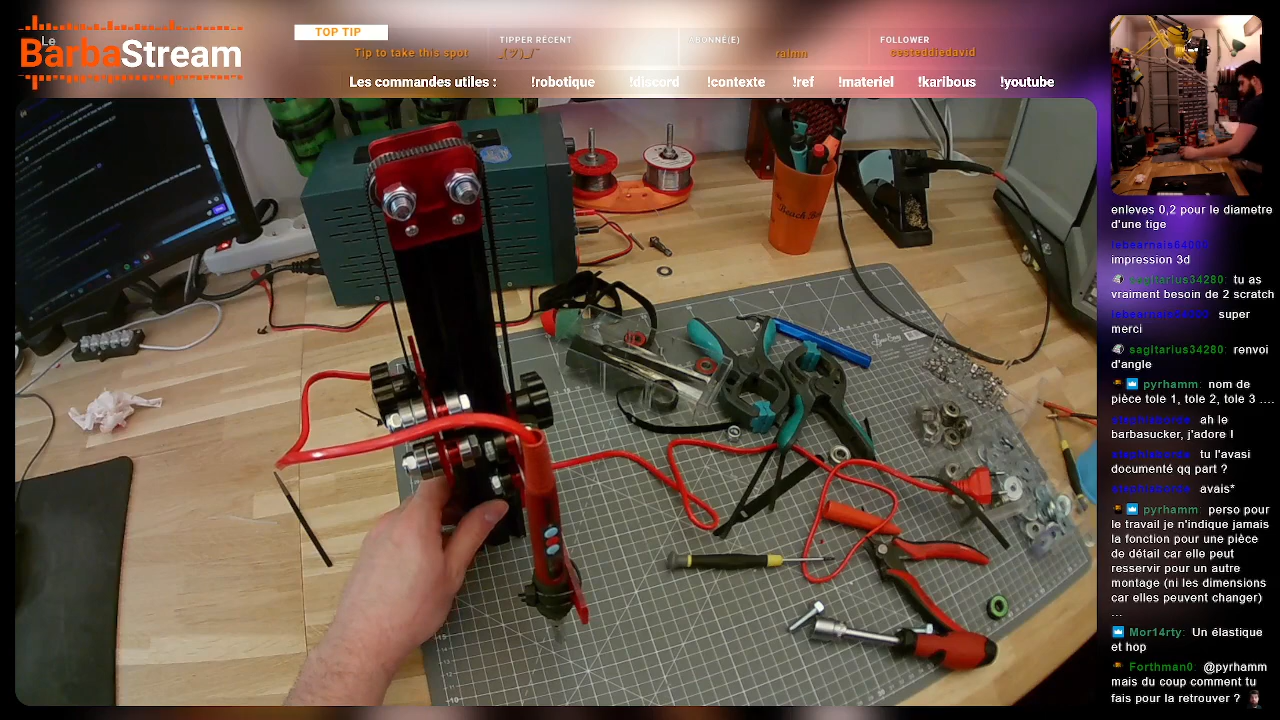 Le
BarbaStream
TOP TIP
Tip to take this spot
TIPPER RÉCENT
¯\_(ツ)_/¯
ABONNÉ(E)
FOLLOWER
cesteddiedavid
Les commandes utiles : !robotique !discord !contexte !ref !materiel !karibous !youtube
enleves 0,2 pour le diametre
d'une tige
lebearnais64000:
impression 3d
sagitarius34280: tu as
vraiment besoin de 2 scratch
lebearnais64000: super
merci
sagitarius34280: renvoi
d'angle
pyrhamm: nom de
pièce tole 1, tole 2, tole 3 ....
ah le
barbasucker, j'adore !
tu l'avasi
documenté qq part ?
avais*
pyrhamm: perso pour
le travail je n'indique jamais
la fonction pour une pièce
de détail car elle peut
resservir pour un autre
montage (ni les dimensions
car elles peuvent changer)
...
Mor14rty: Un élastique
et hop
Forthman0: @pyrhamm
mais du coup comment tu
fais pour la retrouver ?